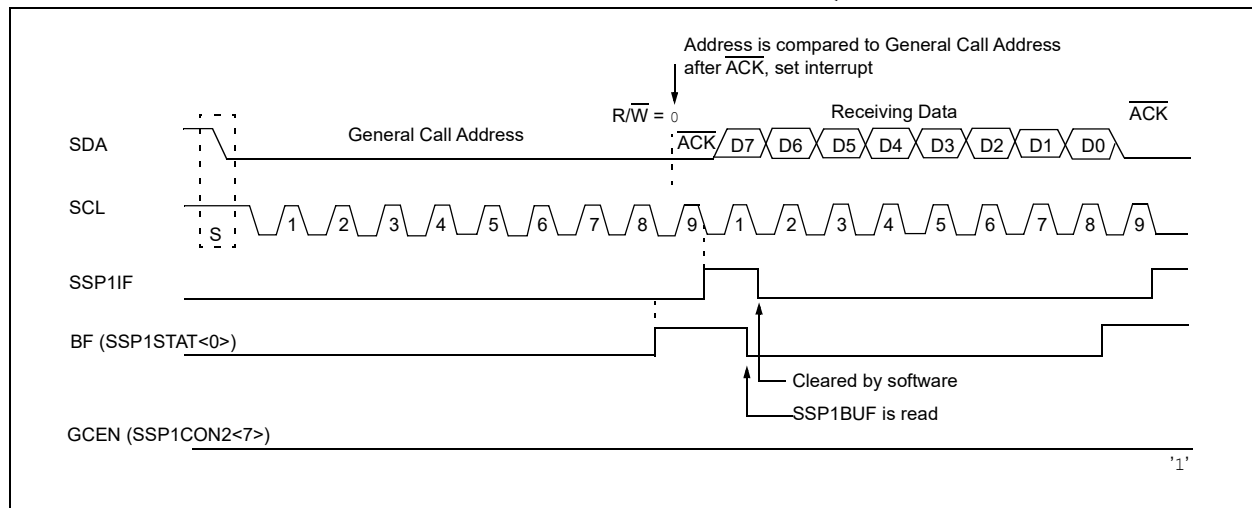 Address is compared to General Call Address
after ACK, set interrupt
R/W = 0
General Call Address
Receiving Data
ACK
SDA
ACK
D7 D6 D5 D4 D3 D2 D1 D0
SCL
S
1 2 3 4 5 6 7 8 9 1 2 3 4 5 6 7 8 9
SSP1IF
BF (SSP1STAT<0>)
Cleared by software
SSP1BUF is read
GCEN (SSP1CON2<7>)
'1'